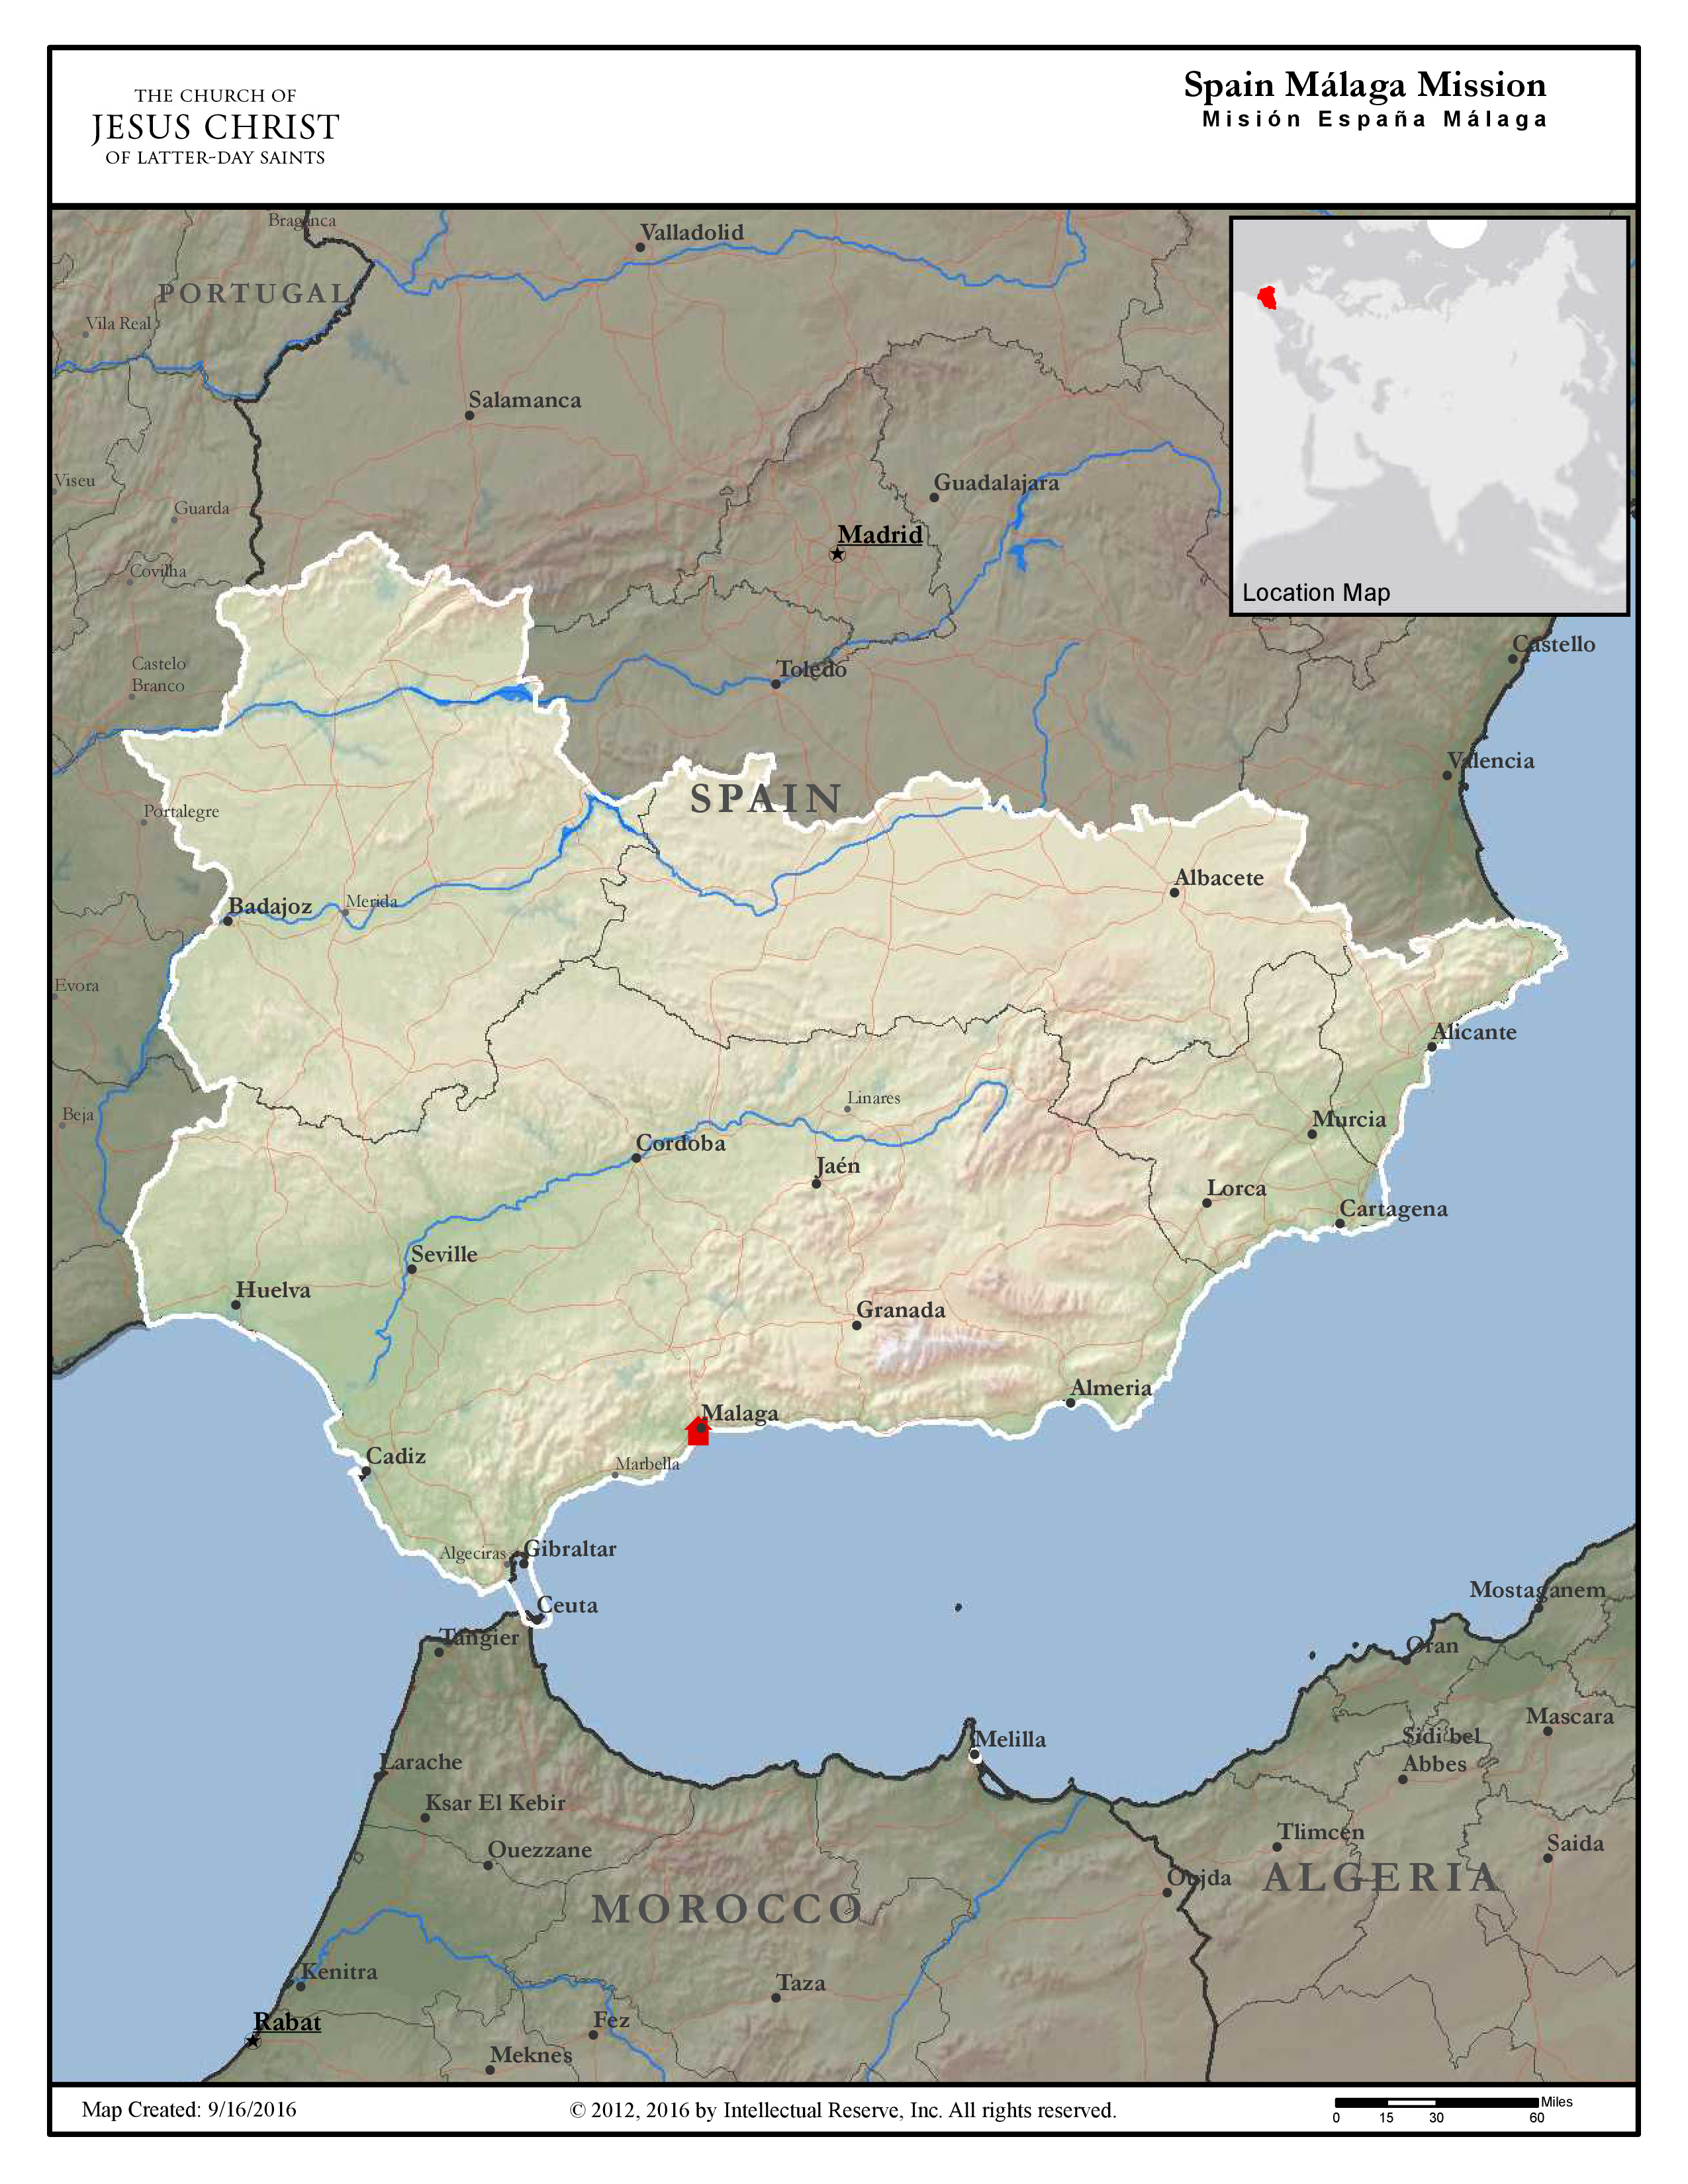 THE CHURCH OF
JESUS CHRIST
OF LATTER-DAY SAINTS
Spain Málaga Mission
Misión España Málaga
Braganca
Valladolid
PORTUGAL
Vila Real
Salamanca
Viseu
Guadalajara
Guarda
Madrid
Covilha
Location Map
Castello
Castelo
Branco
Toledo
Valencia
SPAIN
Portalegre
Albacete
Badajoz
Merida
Evora
Alicante
Linares
Beja
Murcia
Cordoba
Jaén
Lorca
Cartagena
Seville
Huelva
Granada
Almeria
Malaga
Cadiz
Marbella
Algeciras
Gibraltar
Mostaganem
Ceuta
Tangier
Oran
Mascara
Sidi bel
Abbes
Melilla
Larache
Ksar El Kebir
Tlimcen
Saida
Ouezzane
Oujda
ALGERIA
MOROCCO
Kenitra
Taza
Rabat
Fez
Meknes
Map Created: 9/16/2016
© 2012, 2016 by Intellectual Reserve, Inc. All rights reserved.
Miles
0 15 30 60